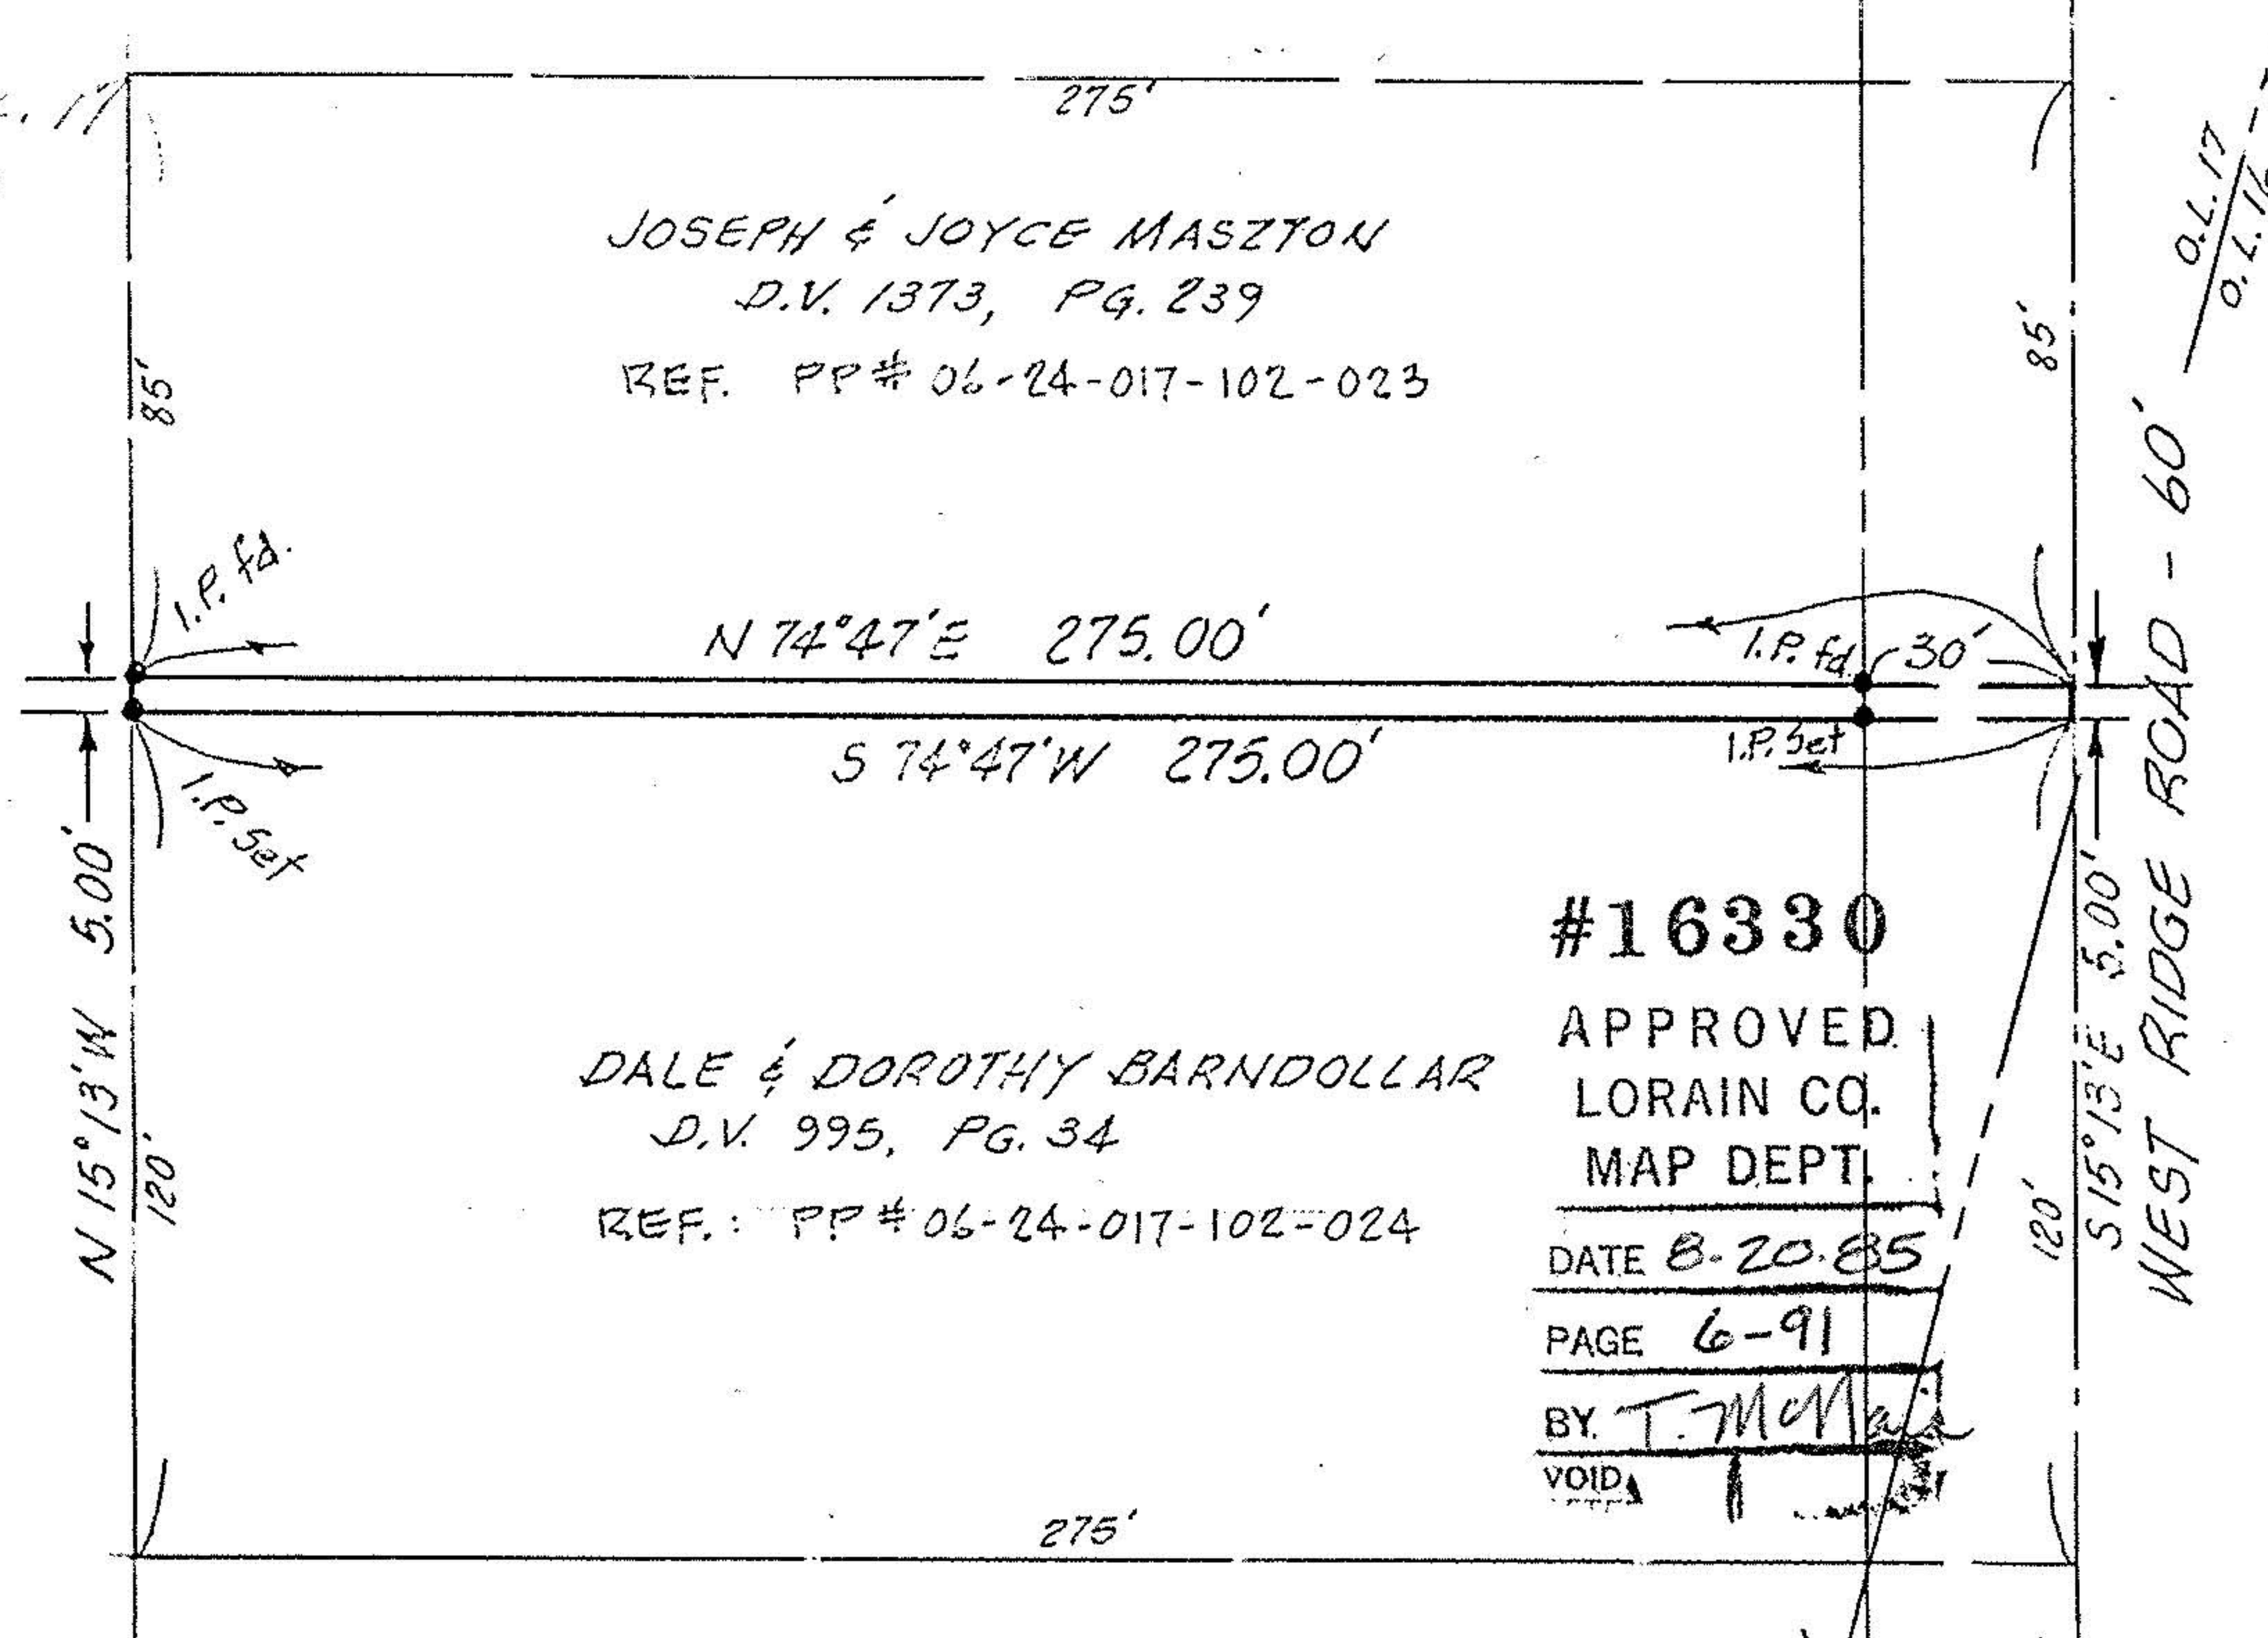 275'
O.L. 17
O.L. 16
JOSEPH & JOYCE MASZTON
D.V. 1373, PG. 239
REF. PP# 06-24-017-102-023
85'
85'
I.P. fd.
N 74°47'E 275.00'
I.P. fd.
30'
S 74°47'W 275.00'
I.P. Set
I.P. Set
N 15°13'W 5.00'
120'
DALE & DOROTHY BARNDOLLAR
D.V. 995, PG. 34
REF.: PP# 06-24-017-102-024
#16330
APPROVED
LORAIN CO.
MAP DEPT.
DATE 8-20-85
PAGE 6-91
BY. T.
VOID
120'
S 15°13'E 5.00'
WEST RIDGE ROAD - 60'
275'